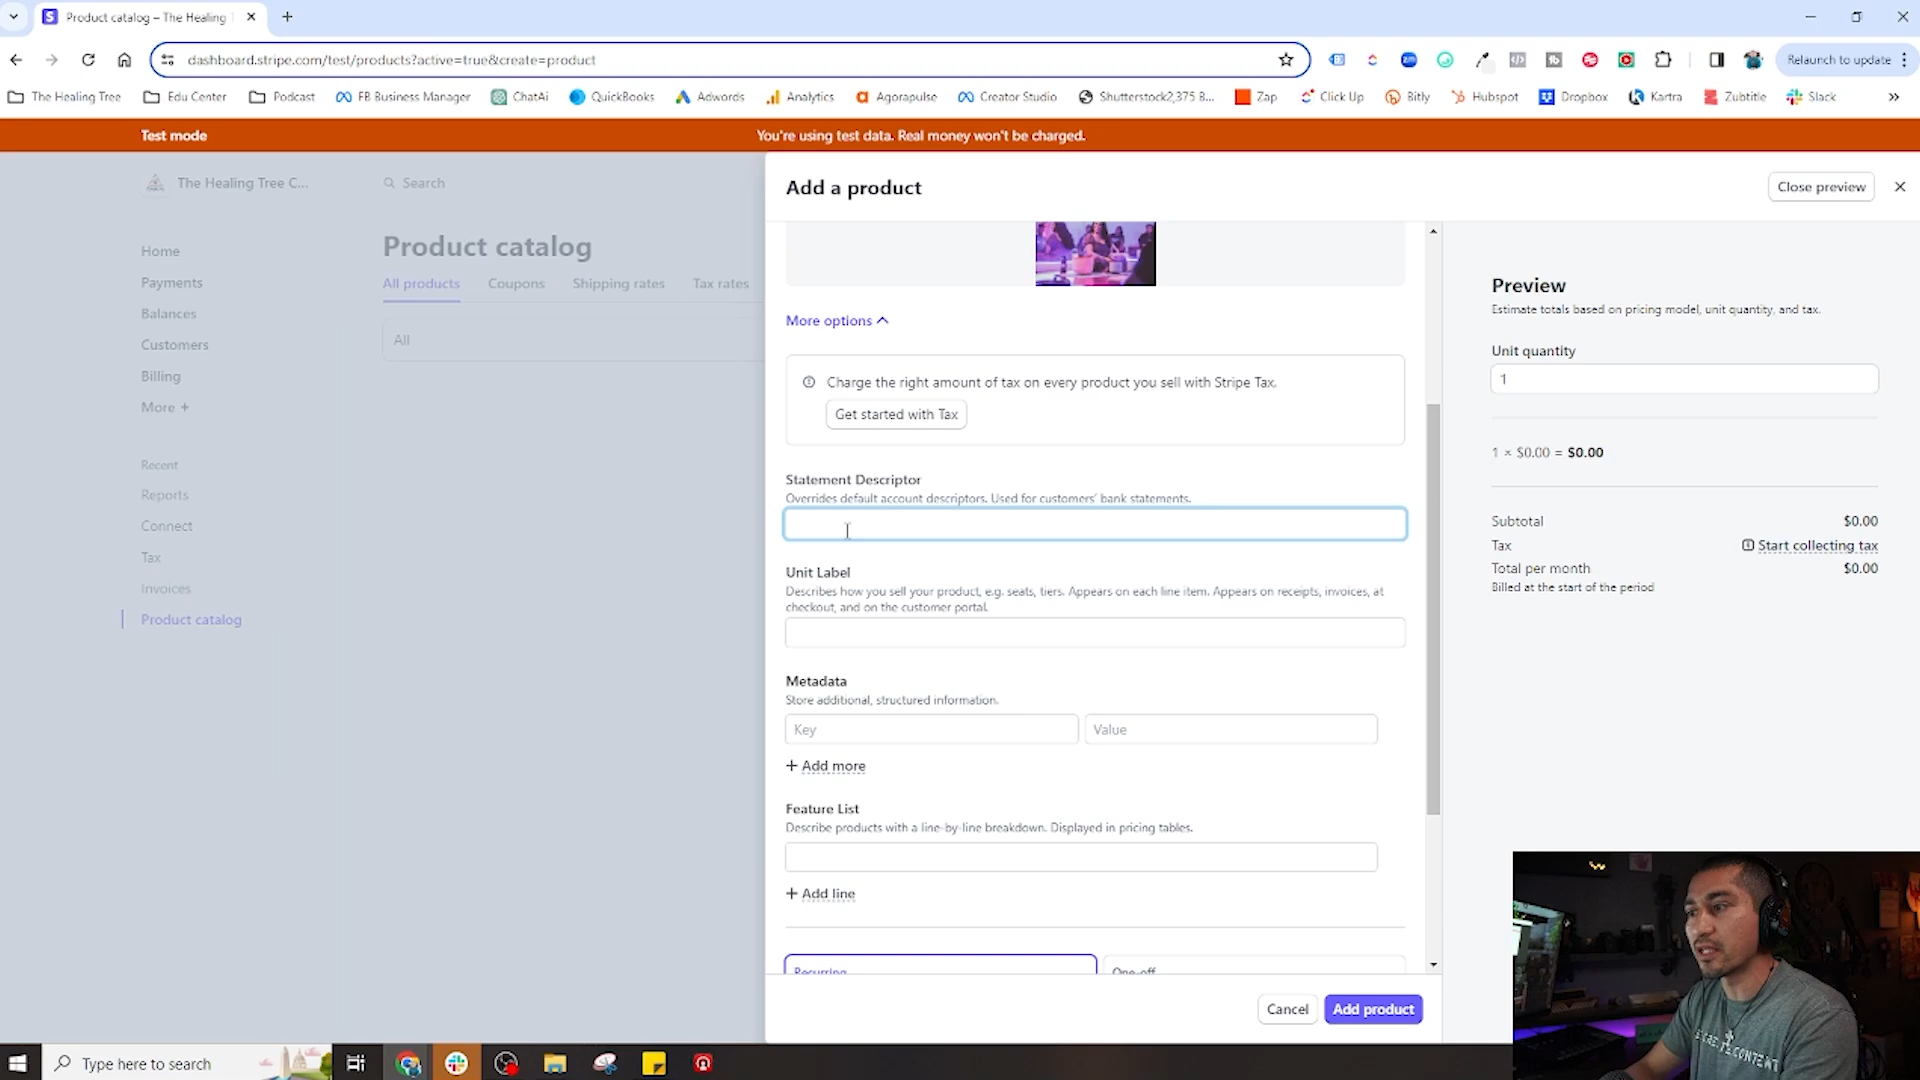 Product catalog – The Healing T
dashboard.stripe.com/test/products?active=true&create=product
Relaunch to update
The Healing Tree
Edu Center
Podcast
FB Business Manager
ChatAi
QuickBooks
Adwords
Analytics
Agorapulse
Creator Studio
Shutterstock2,375 B...
Zap
Click Up
Bitly
Hubspot
Dropbox
Kartra
Zubtitle
Slack
Test mode
You're using test data. Real money won't be charged.
The Healing Tree C...
Search
Home
Payments
Balances
Customers
Billing
More +
Recent
Reports
Connect
Tax
Invoices
Product catalog
Product catalog
All products
Coupons
Shipping rates
Tax rates
All
Add a product
Close preview
More options
Charge the right amount of tax on every product you sell with Stripe Tax.
Get started with Tax
Statement Descriptor
Overrides default account descriptors. Used for customers' bank statements.
Unit Label
Describes how you sell your product, e.g. seats, tiers. Appears on each line item. Appears on receipts, invoices, at
checkout, and on the customer portal.
Metadata
Store additional, structured information.
Key
Value
+ Add more
Feature List
Describe products with a line-by-line breakdown. Displayed in pricing tables.
+ Add line
Recurring
One-off
Cancel
Add product
Preview
Estimate totals based on pricing model, unit quantity, and tax.
Unit quantity
1
1 × $0.00 = $0.00
Subtotal
$0.00
Tax
Start collecting tax
Total per month
$0.00
Billed at the start of the period
Type here to search